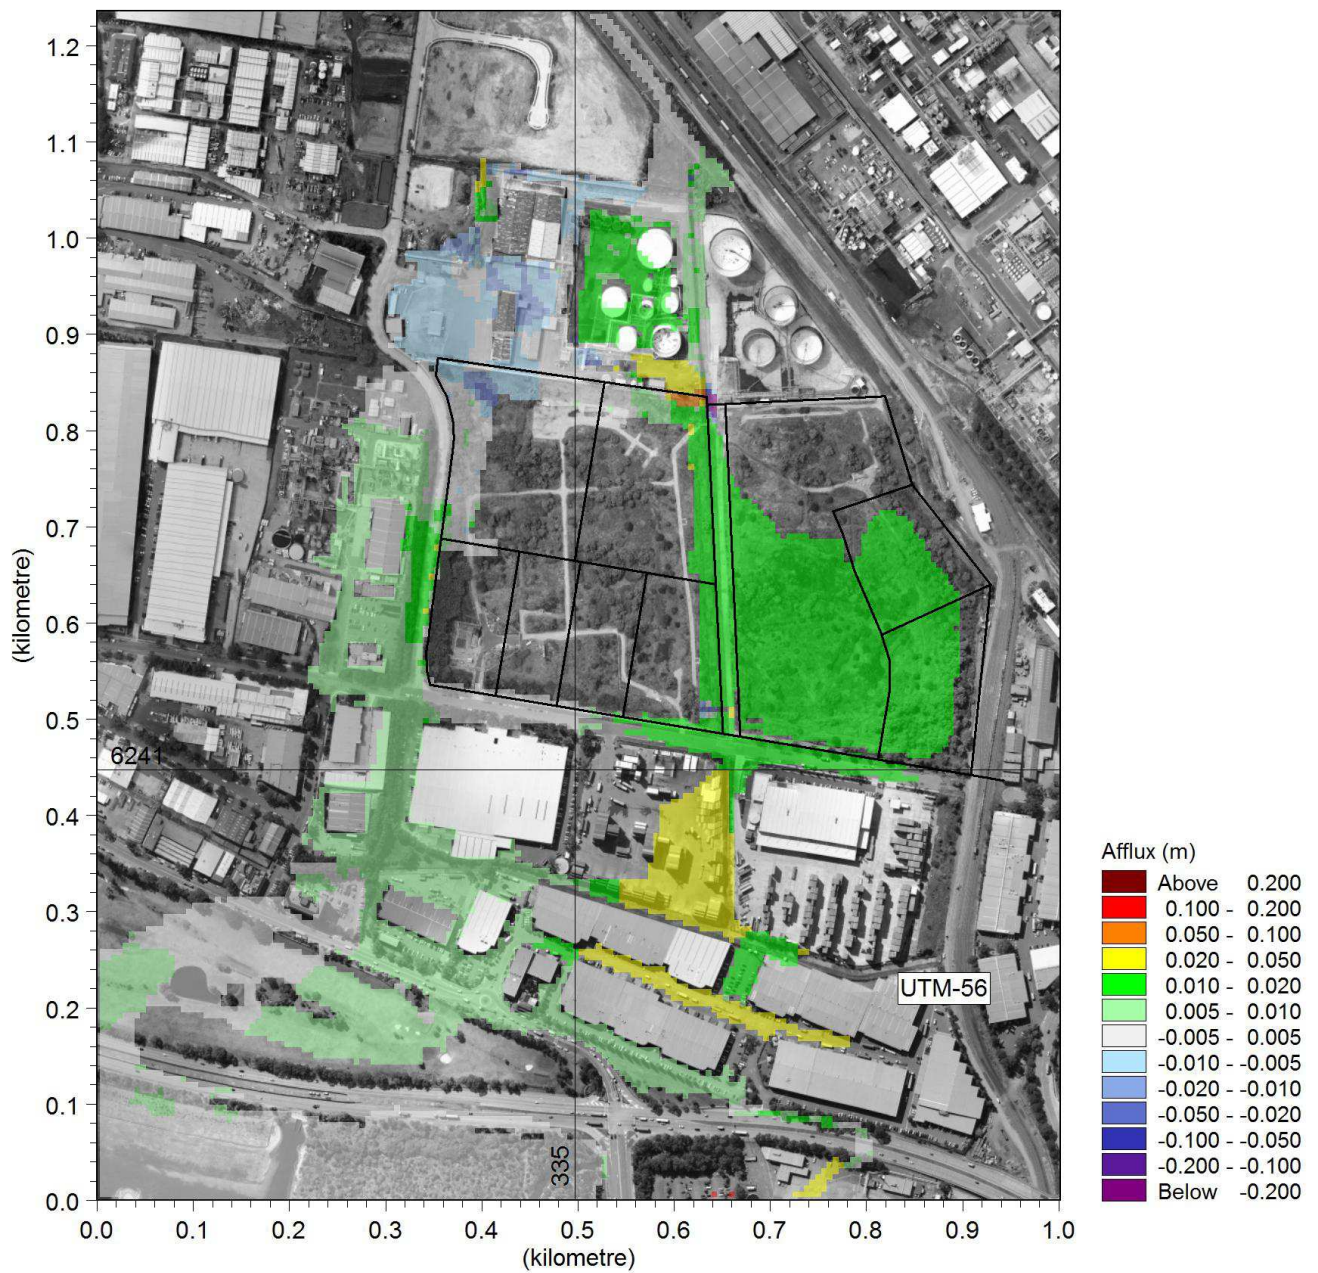 1.2
1.1
1.0
0.9
0.8
0.7
(kilometre)
0.6
0.5
6241
0.4
0.3
0.2
0.1
0.0
335
UTM-56
0.0 0.1 0.2 0.3 0.4 0.5 0.6 0.7 0.8 0.9 1.0
(kilometre)
Afflux (m)
Above 0.200
0.100 - 0.200
0.050 - 0.100
0.020 - 0.050
0.010 - 0.020
0.005 - 0.010
-0.005 - 0.005
-0.010 - -0.005
-0.020 - -0.010
-0.050 - -0.020
-0.100 - -0.050
-0.200 - -0.100
Below -0.200